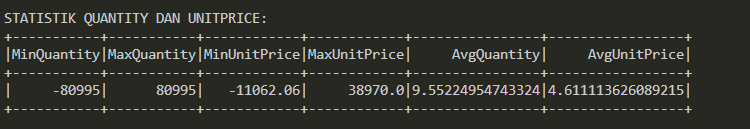 STATISTIK QUANTITY DAN UNITPRICE:
+-----------+-----------+------------+------------+----------------+-----------------+
|MinQuantity|MaxQuantity|MinUnitPrice|MaxUnitPrice|     AvgQuantity|     AvgUnitPrice|
+-----------+-----------+------------+------------+----------------+-----------------+
|     -80995|      80995|   -11062.06|     38970.0|9.55224954743324|4.611113626089215|
+-----------+-----------+------------+------------+----------------+-----------------+